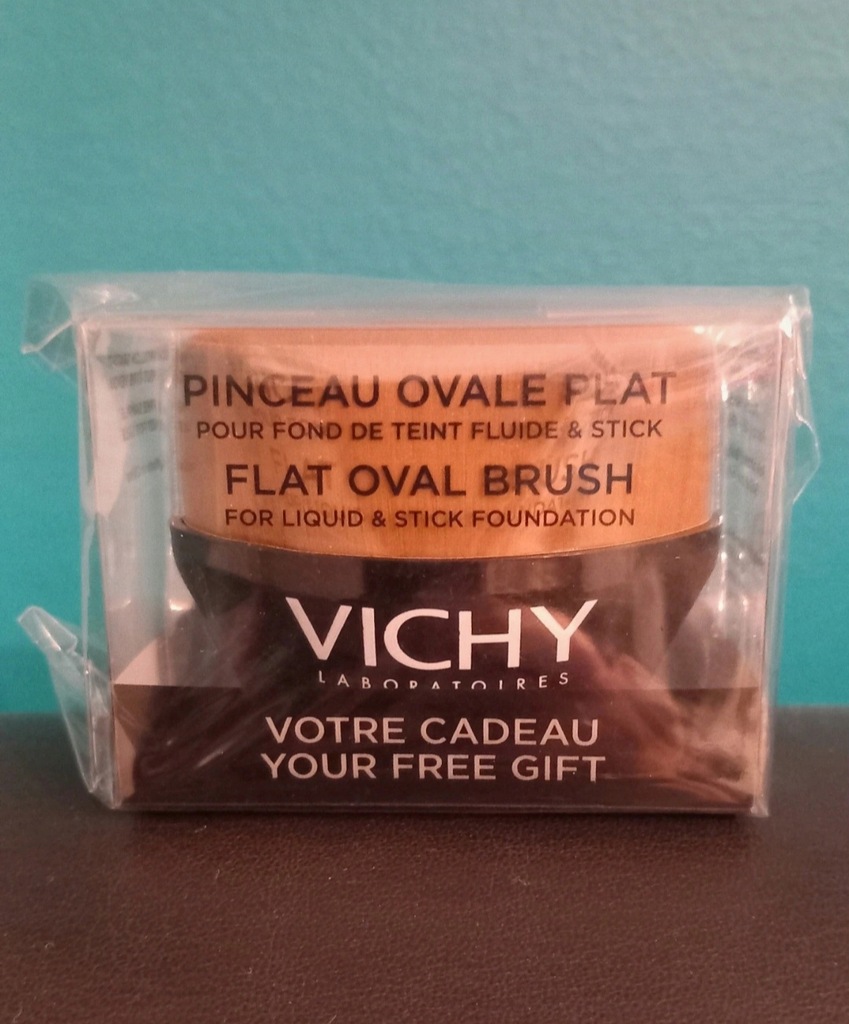 PINCEAU OVALE PLAT
POUR FOND DE TEINT FLUIDE & STICK
FLAT OVAL BRUSH
FOR LIQUID & STICK FOUNDATION
VICHY
LABORATOIRES
VOTRE CADEAU
YOUR FREE GIFT